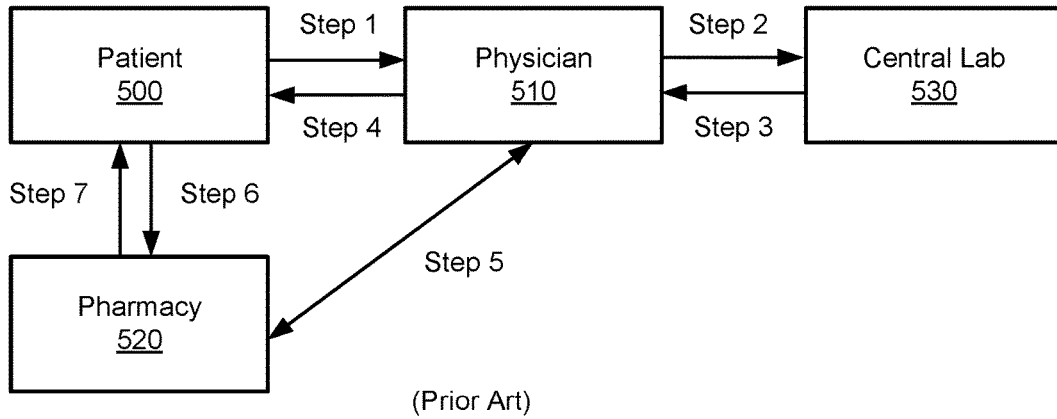 Step 1
Step 2
Patient
500
Physician
510
Central Lab
530
Step 4
Step 3
Step 7
Step 6
Step 5
Pharmacy
520
(Prior Art)